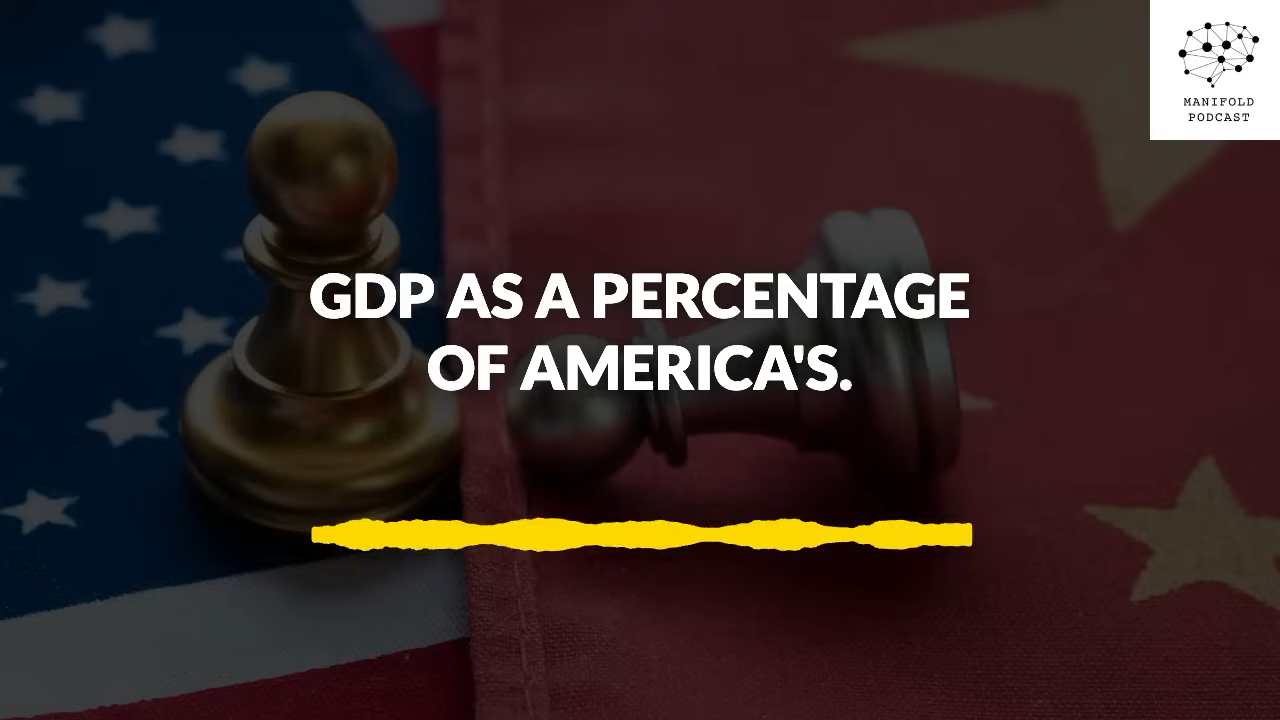 MANIFOLD
PODCAST
GDP AS A PERCENTAGE
OF AMERICA'S.